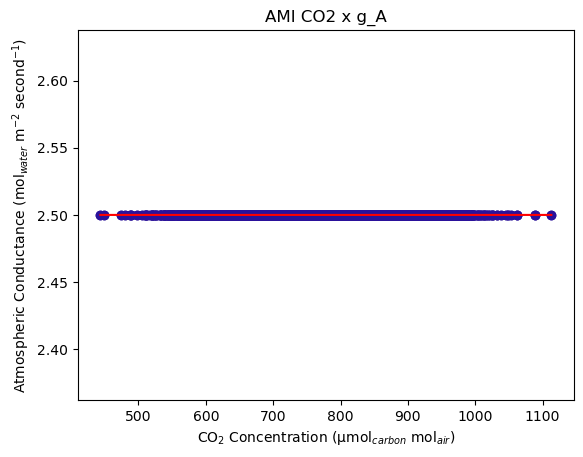 AMI CO2 x g_A
Atmospheric Conductance (mol_water m⁻² second⁻¹)
2.60
2.55
2.50
2.45
2.40
500 600 700 800 900 1000 1100
CO₂ Concentration (μmol_carbon mol_air)